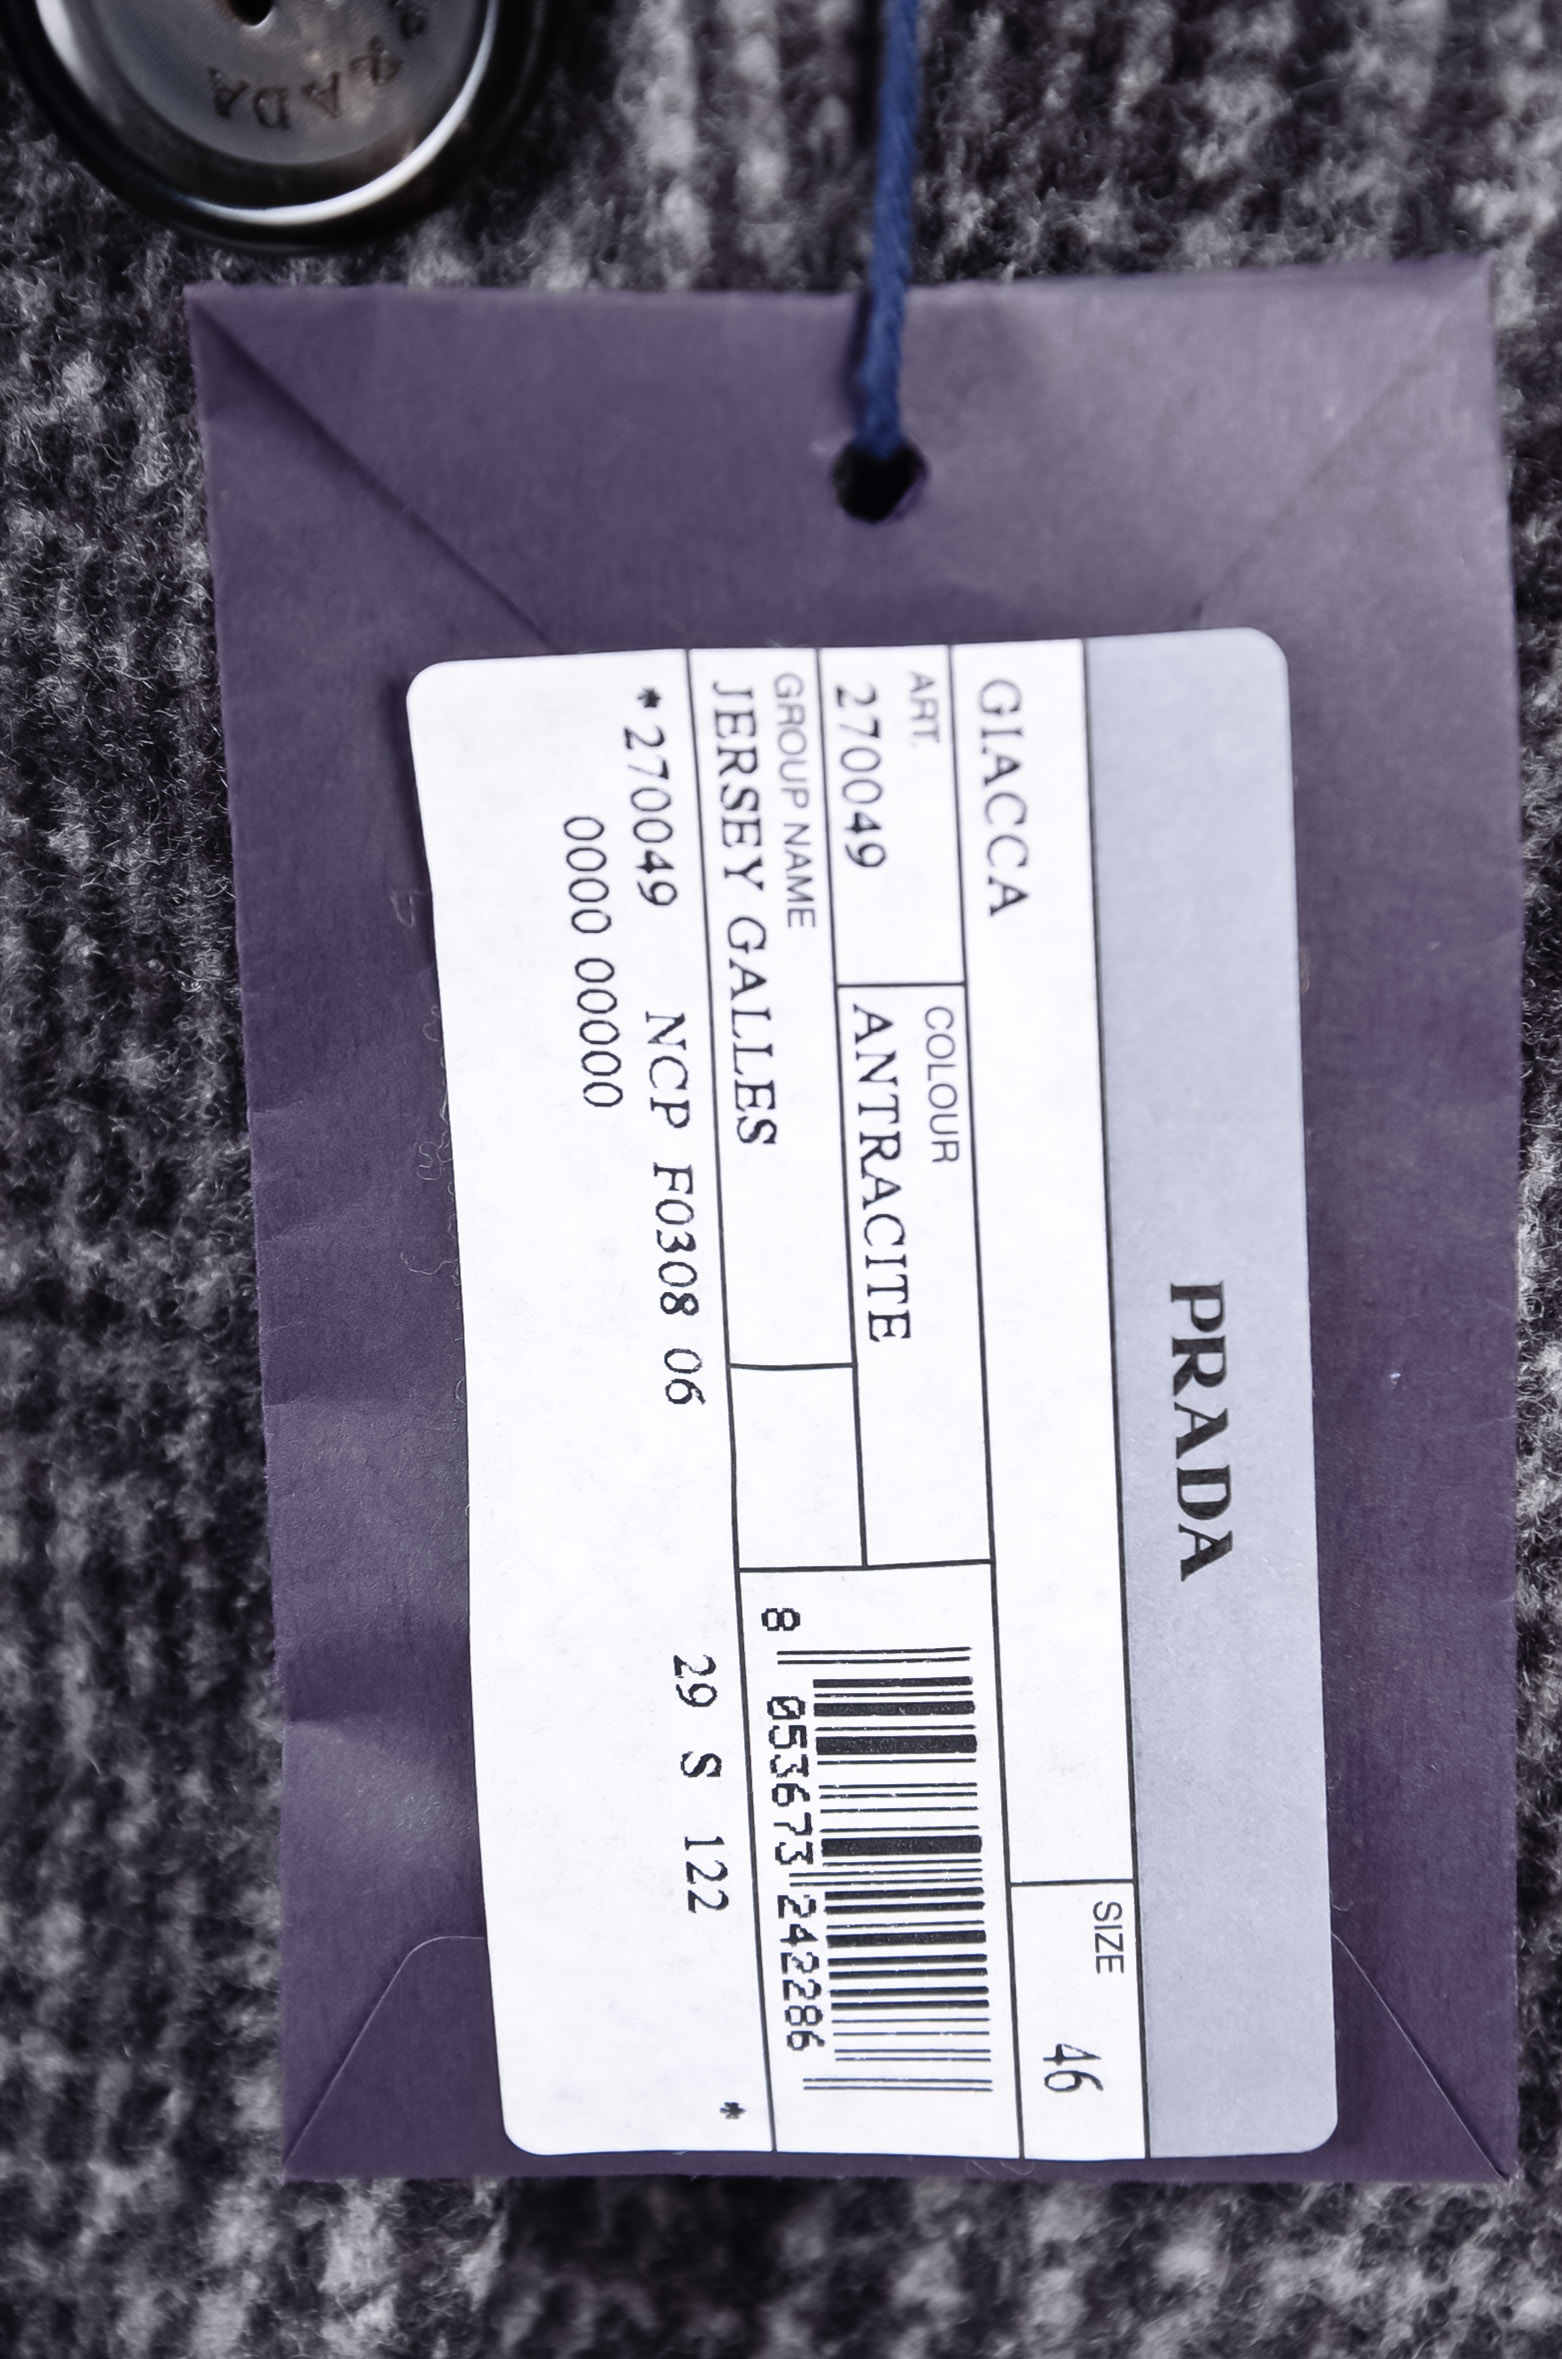 PRADA
PRADA
GIACCA
SIZE
46
ART.
270049
COLOUR
ANTRACITE
GROUP NAME
JERSEY GALLES
8 053673 242286
*270049 NCP F0308 06 29 S 122 *
0000 00000